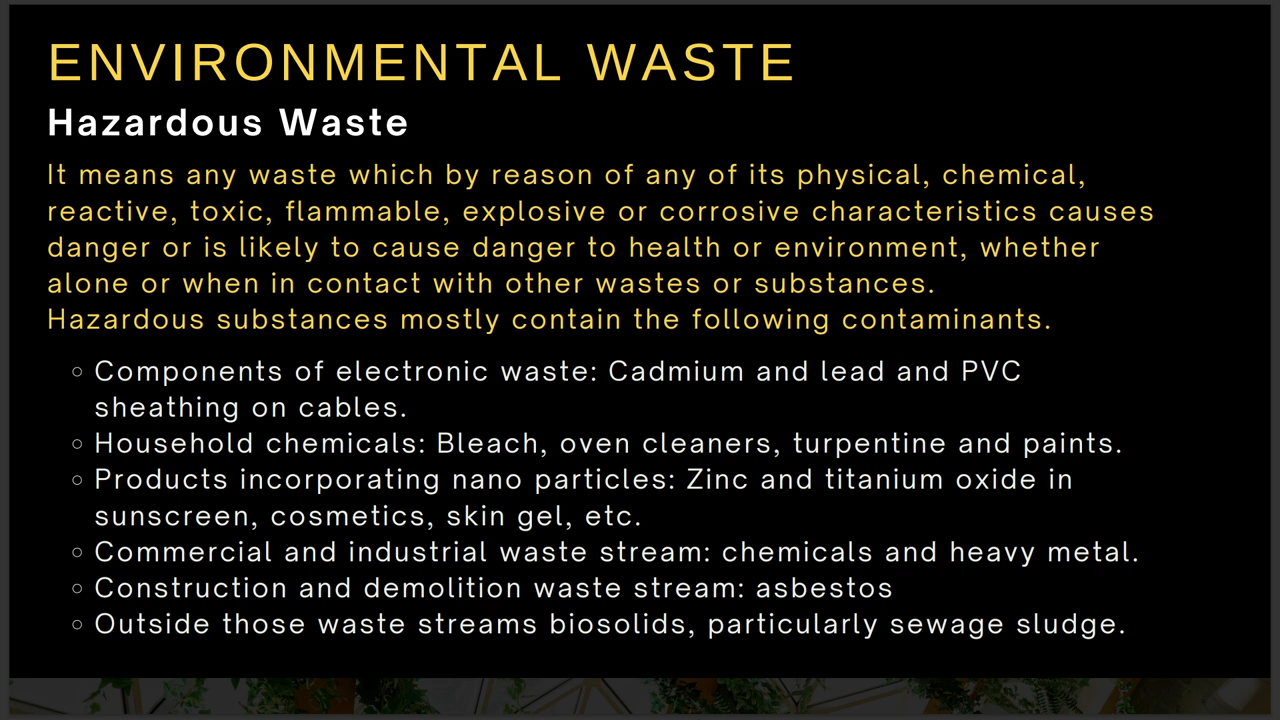 ENVIRONMENTAL WASTE
Hazardous Waste
It means any waste which by reason of any of its physical, chemical,
reactive, toxic, flammable, explosive or corrosive characteristics causes
danger or is likely to cause danger to health or environment, whether
alone or when in contact with other wastes or substances.
Hazardous substances mostly contain the following contaminants.
○ Components of electronic waste: Cadmium and lead and PVC
sheathing on cables.
○ Household chemicals: Bleach, oven cleaners, turpentine and paints.
○ Products incorporating nano particles: Zinc and titanium oxide in
sunscreen, cosmetics, skin gel, etc.
○ Commercial and industrial waste stream: chemicals and heavy metal.
○ Construction and demolition waste stream: asbestos
○ Outside those waste streams biosolids, particularly sewage sludge.